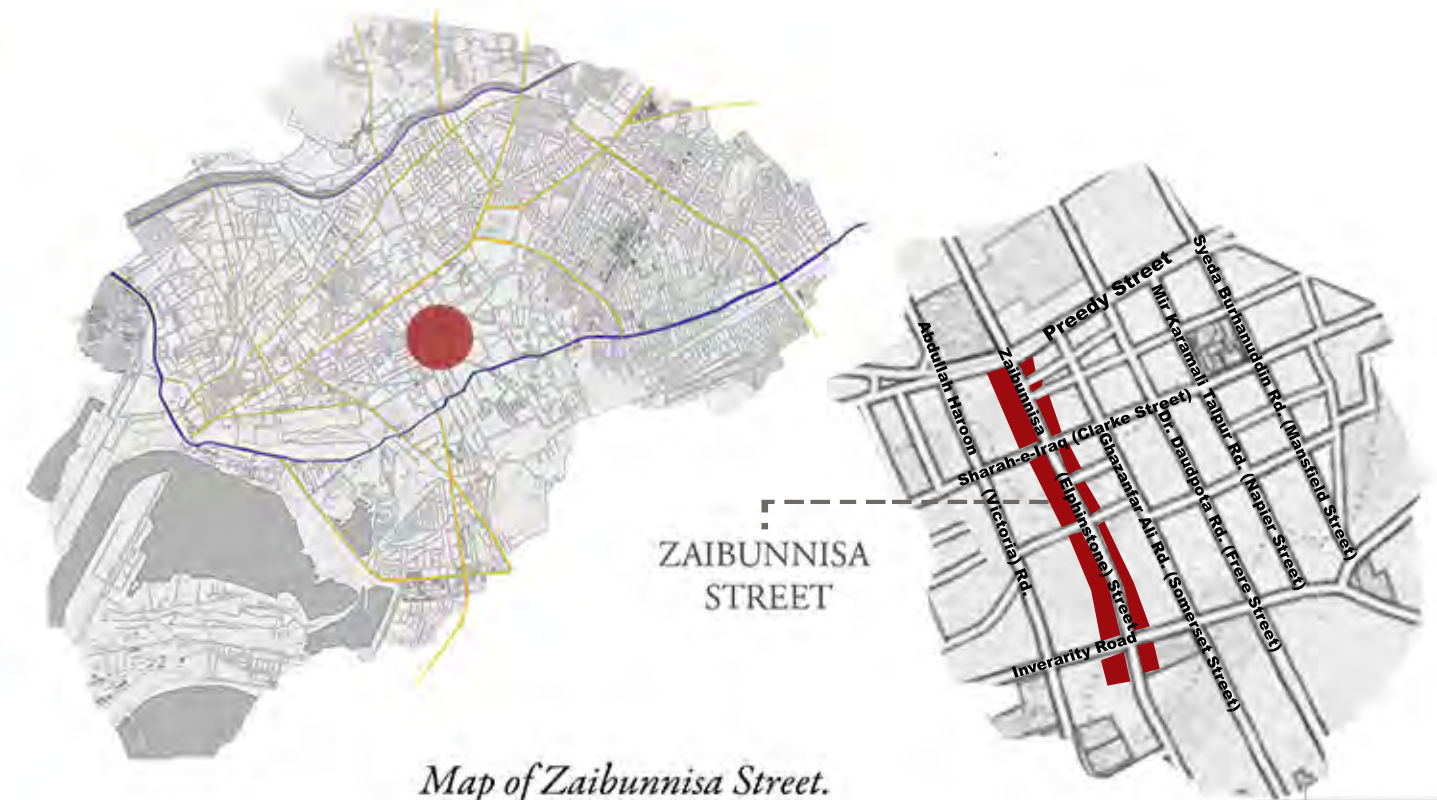 Preedy Street
Syeda Burhanuddin Rd. (Mansfield Street)
Mir Karamali Talpur Rd. (Napier Street)
Abdullah Haroon (Victoria) Rd.
Zaibunnisa (Elphinstone) Street
Sharah-e-Iraq (Clarke Street)
Ghazanfar Ali Rd. (Somerset Street)
Dr. Daudpota Rd. (Frere Street)
Inverarity Road
ZAIBUNNISA
STREET
Map of Zaibunnisa Street.